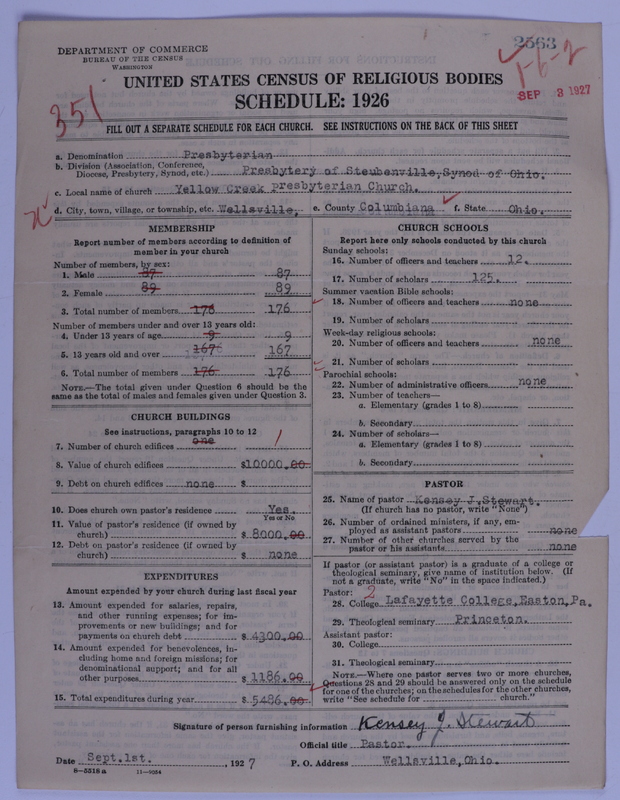 2563
1-6-2
SEP 3 1927
351
DEPARTMENT OF COMMERCE
BUREAU OF THE CENSUS
WASHINGTON
UNITED STATES CENSUS OF RELIGIOUS BODIES
SCHEDULE: 1926
FILL OUT A SEPARATE SCHEDULE FOR EACH CHURCH. SEE INSTRUCTIONS ON THE BACK OF THIS SHEET
a. Denomination Presbyterian
b. Division (Association, Conference,
Diocese, Presbytery, Synod, etc.) Presbytery of Steubenville, Synod of Ohio.
c. Local name of church Yellow Creek presbyterian Church.
d. City, town, village, or township, etc. Wellsville, e. County Columbiana f. State Ohio.
MEMBERSHIP
Report number of members according to definition of
member in your church
Number of members, by sex:
1. Male 87 87
2. Female 89 89
3. Total number of members 176 176
Number of members under and over 13 years old:
4. Under 13 years of age 9 9
5. 13 years old and over 167 167
6. Total number of members 176 176
NOTE.—The total given under Question 6 should be the
same as the total of males and females given under Question 3.
CHURCH BUILDINGS
See instructions, paragraphs 10 to 12
7. Number of church edifices one 1
8. Value of church edifices $10000.00
9. Debt on church edifices none $
10. Does church own pastor's residence Yes.
Yes or No
11. Value of pastor's residence (if owned by
church) $ 8000.00
12. Debt on pastor's residence (if owned by
church) $ none
EXPENDITURES
Amount expended by your church during last fiscal year
13. Amount expended for salaries, repairs,
and other running expenses; for im-
provements or new buildings; and for
payments on church debt $ 4300.00
14. Amount expended for benevolences, in-
cluding home and foreign missions; for
denominational support; and for all
other purposes $ 1186.00
15. Total expenditures during year $ 5486.00
CHURCH SCHOOLS
Report here only schools conducted by this church
Sunday schools:
16. Number of officers and teachers 12.
17. Number of scholars 125.
Summer vacation Bible schools:
18. Number of officers and teachers none
19. Number of scholars
Week-day religious schools:
20. Number of officers and teachers none
21. Number of scholars
Parochial schools:
22. Number of administrative officers none
23. Number of teachers—
a. Elementary (grades 1 to 8)
b. Secondary
24. Number of scholars—
a. Elementary (grades 1 to 8)
b. Secondary
PASTOR
25. Name of pastor Kensey J. Stewart.
(If church has no pastor, write "None")
26. Number of ordained ministers, if any, em-
ployed as assistant pastors none
27. Number of other churches served by the
pastor or his assistants none
If pastor (or assistant pastor) is a graduate of a college or
theological seminary, give name of institution below. (If
not a graduate, write "No" in the space indicated.)
Pastor: 2
28. College Lafayette College, Easton, Pa.
29. Theological seminary Princeton.
Assistant pastor:
30. College
31. Theological seminary
NOTE.—Where one pastor serves two or more churches,
Questions 28 and 29 should be answered only on the schedule
for one of the churches; on the schedules for the other churches,
write "See schedule for church."
Signature of person furnishing information Kensey J. Stewart
Official title Pastor.
Date Sept. 1st. , 1927 P. O. Address Wellsville, Ohio.
8—5518a 11—9924